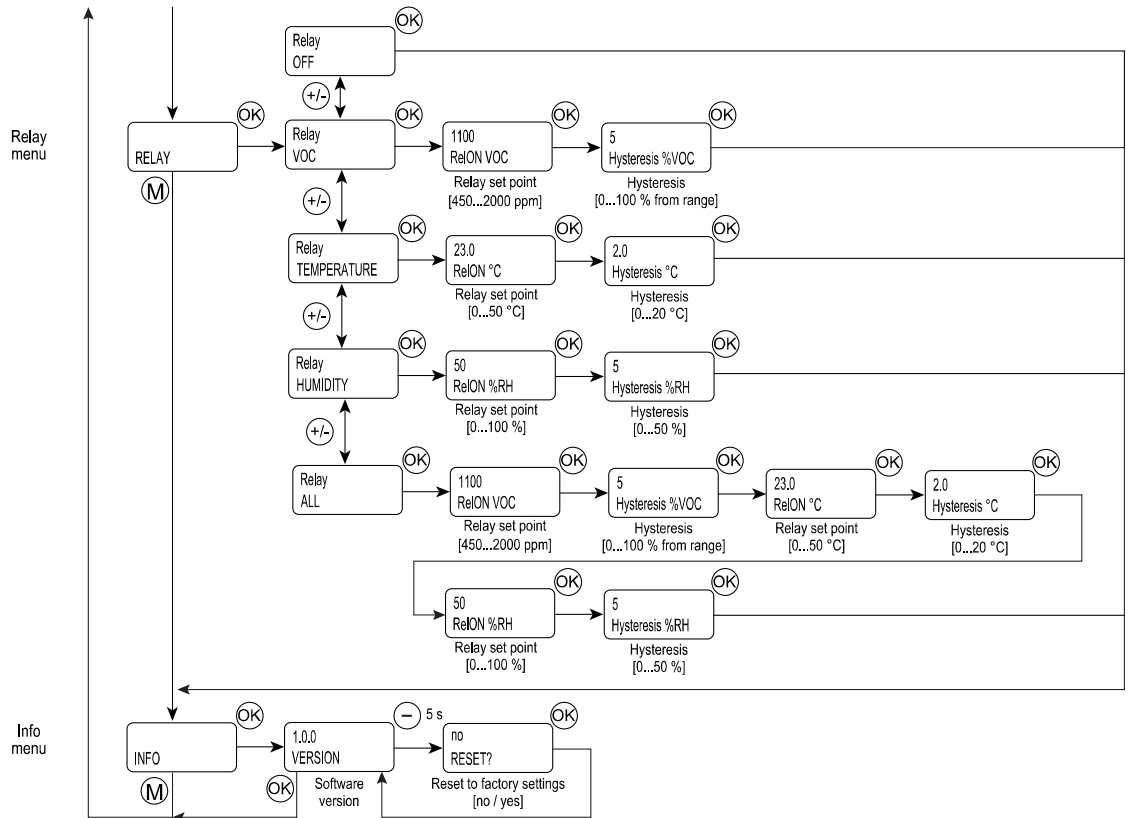 OK
Relay
OFF
+/-
Relay
menu
RELAY
OK
M
Relay
VOC
OK
1100
RelON VOC
OK
Relay set point
[450...2000 ppm]
5
Hysteresis %VOC
OK
Hysteresis
[0...100 % from range]
+/-
Relay
TEMPERATURE
OK
23.0
RelON °C
OK
Relay set point
[0...50 °C]
2.0
Hysteresis °C
OK
Hysteresis
[0...20 °C]
+/-
Relay
HUMIDITY
OK
50
RelON %RH
OK
Relay set point
[0...100 %]
5
Hysteresis %RH
OK
Hysteresis
[0...50 %]
+/-
Relay
ALL
OK
1100
RelON VOC
OK
Relay set point
[450...2000 ppm]
5
Hysteresis %VOC
OK
Hysteresis
[0...100 % from range]
23.0
RelON °C
OK
Relay set point
[0...50 °C]
2.0
Hysteresis °C
OK
Hysteresis
[0...20 °C]
50
RelON %RH
OK
Relay set point
[0...100 %]
5
Hysteresis %RH
OK
Hysteresis
[0...50 %]
Info
menu
INFO
OK
M
1.0.0
VERSION
OK
Software
version
− 5 s
no
RESET?
OK
Reset to factory settings
[no / yes]